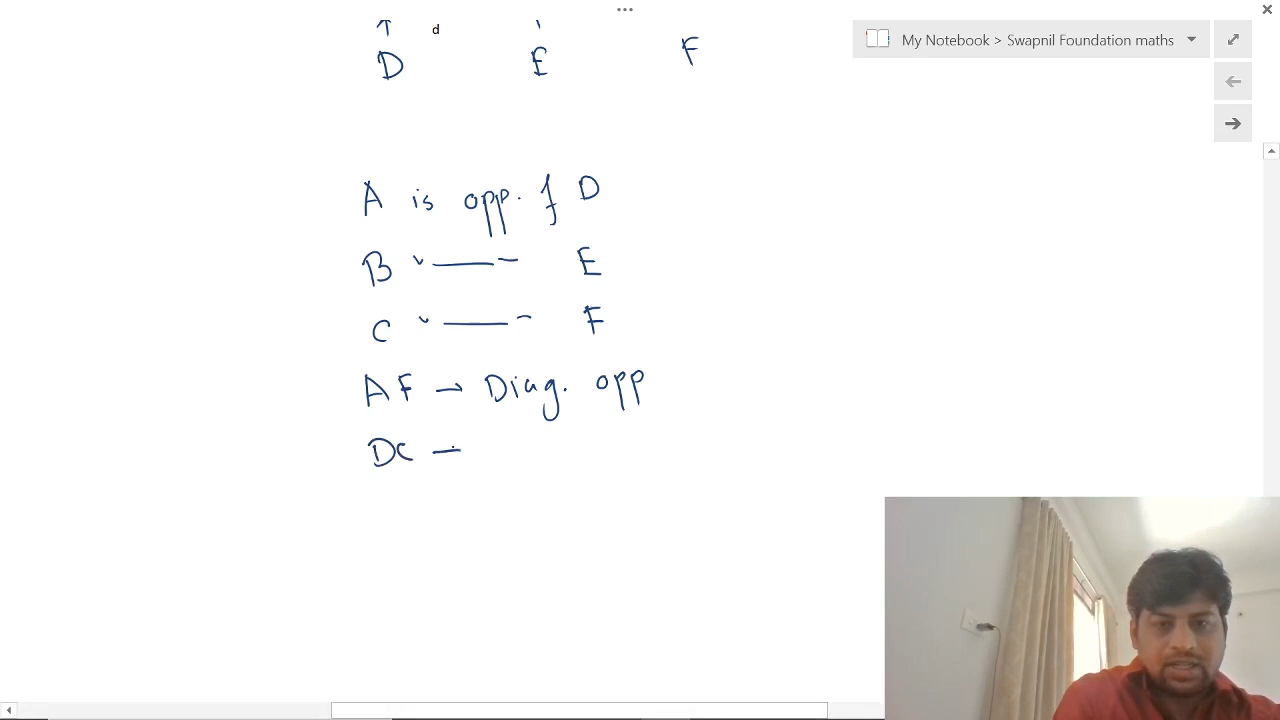 My Notebook > Swapnil Foundation maths
d
D E F
A is opp. of D
B " —— E
C " —— F
AF → Diag. opp
DC —